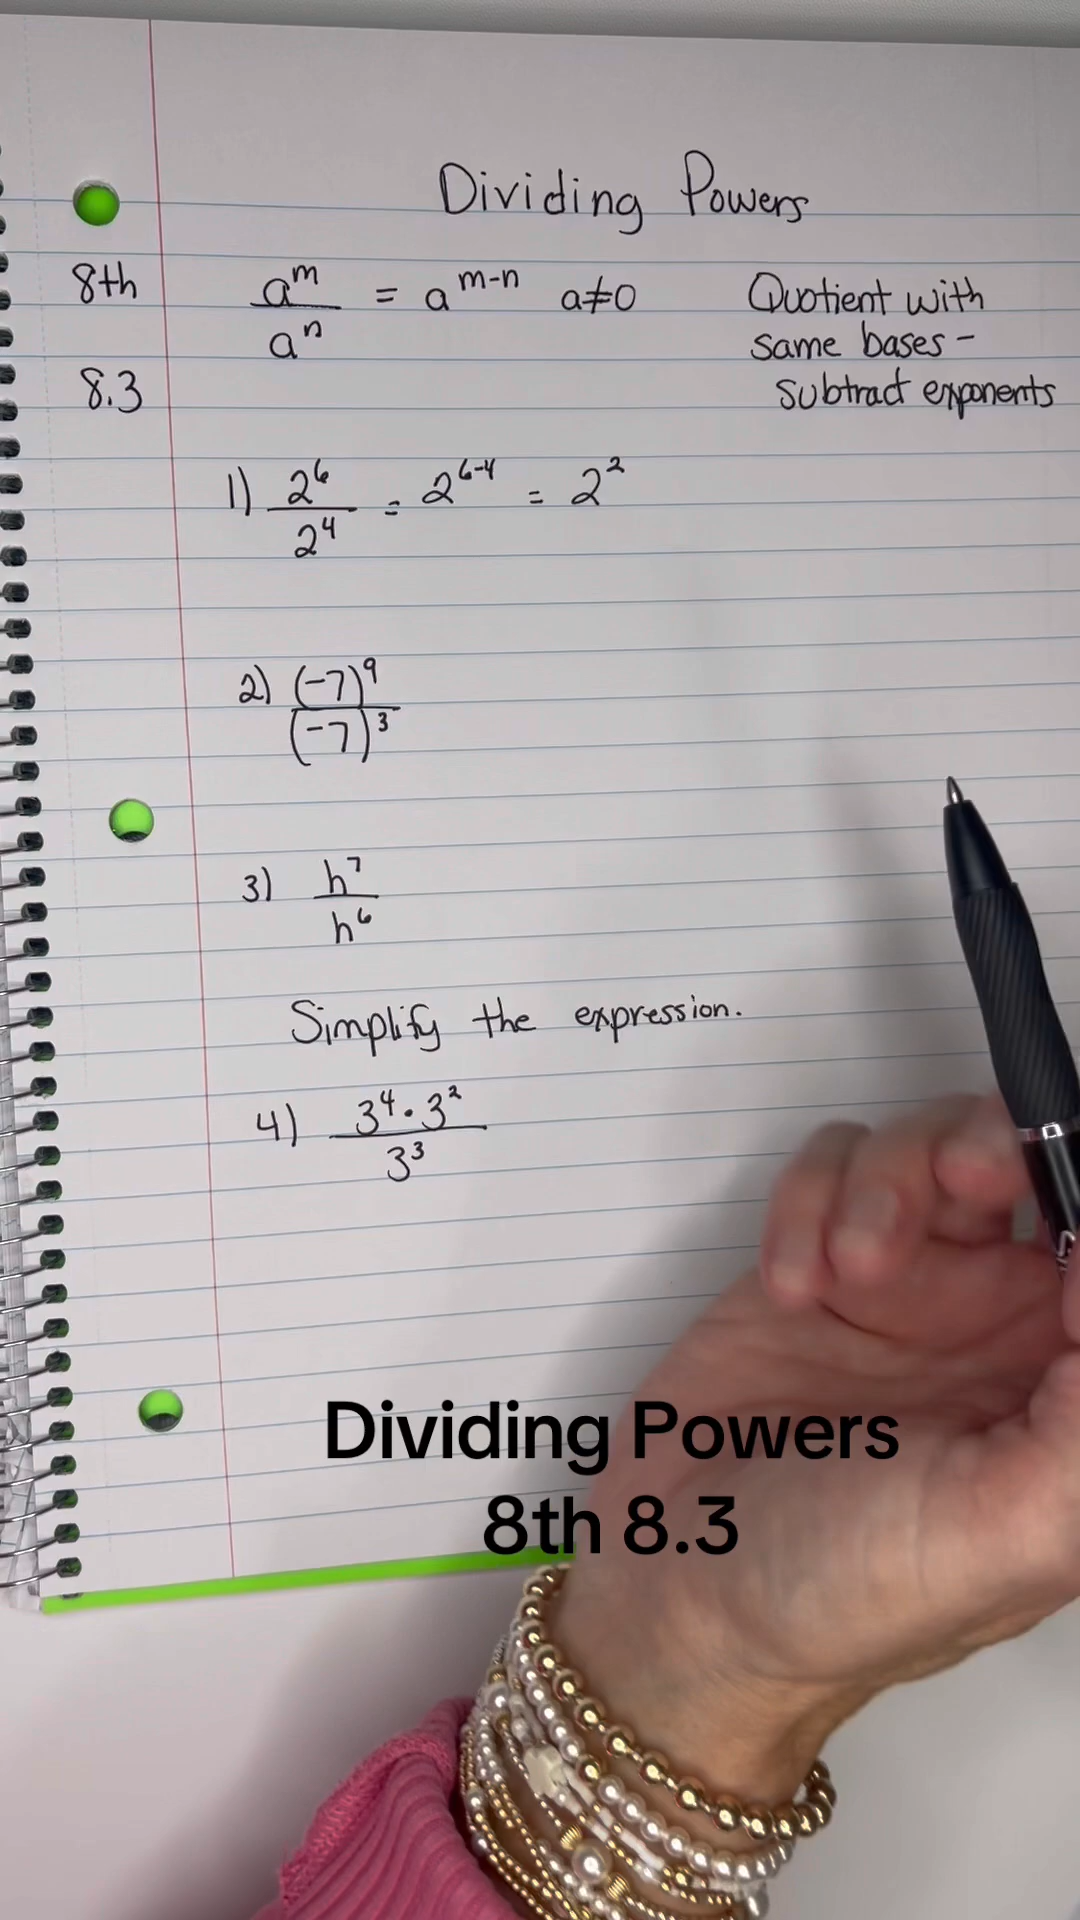 Dividing Powers
8th
a^m/a^n = a^(m-n) a≠0
Quotient with
same bases -
subtract exponents
8.3
1) 2^6/2^4 = 2^(6-4) = 2^2
2) (-7)^9/(-7)^3
3) h^7/h^6
Simplify the expression.
4) 3^4 · 3^2/3^3
Dividing Powers
8th 8.3